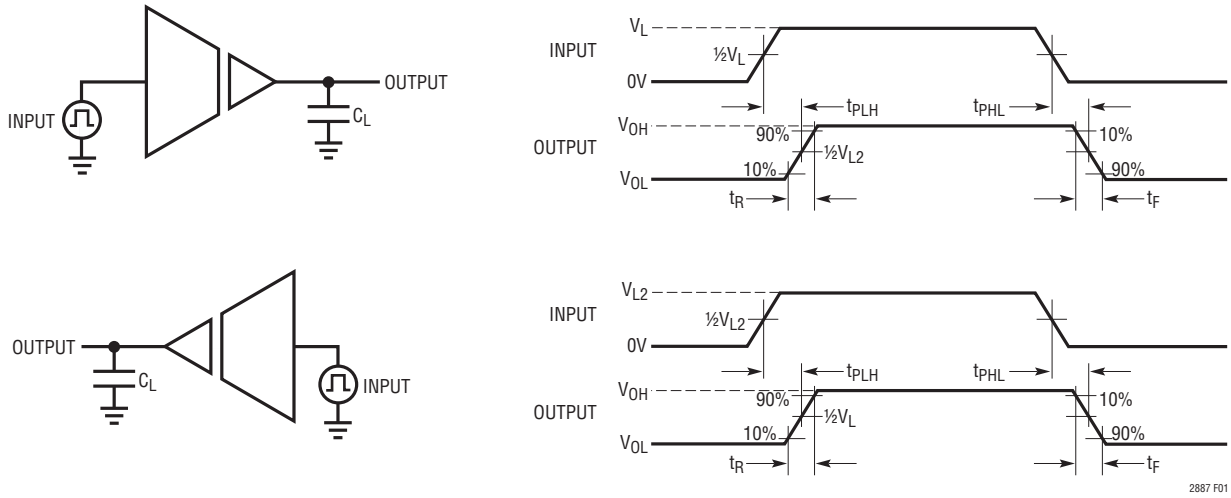 INPUT
OUTPUT
C_L
V_L
INPUT
½V_L
0V
t_PLH
t_PHL
V_OH
90%
10%
OUTPUT
½V_L2
10%
90%
V_OL
t_R
t_F
OUTPUT
C_L
INPUT
V_L2
INPUT
½V_L2
0V
t_PLH
t_PHL
V_OH
90%
10%
OUTPUT
½V_L
10%
90%
V_OL
t_R
t_F
2887 F01